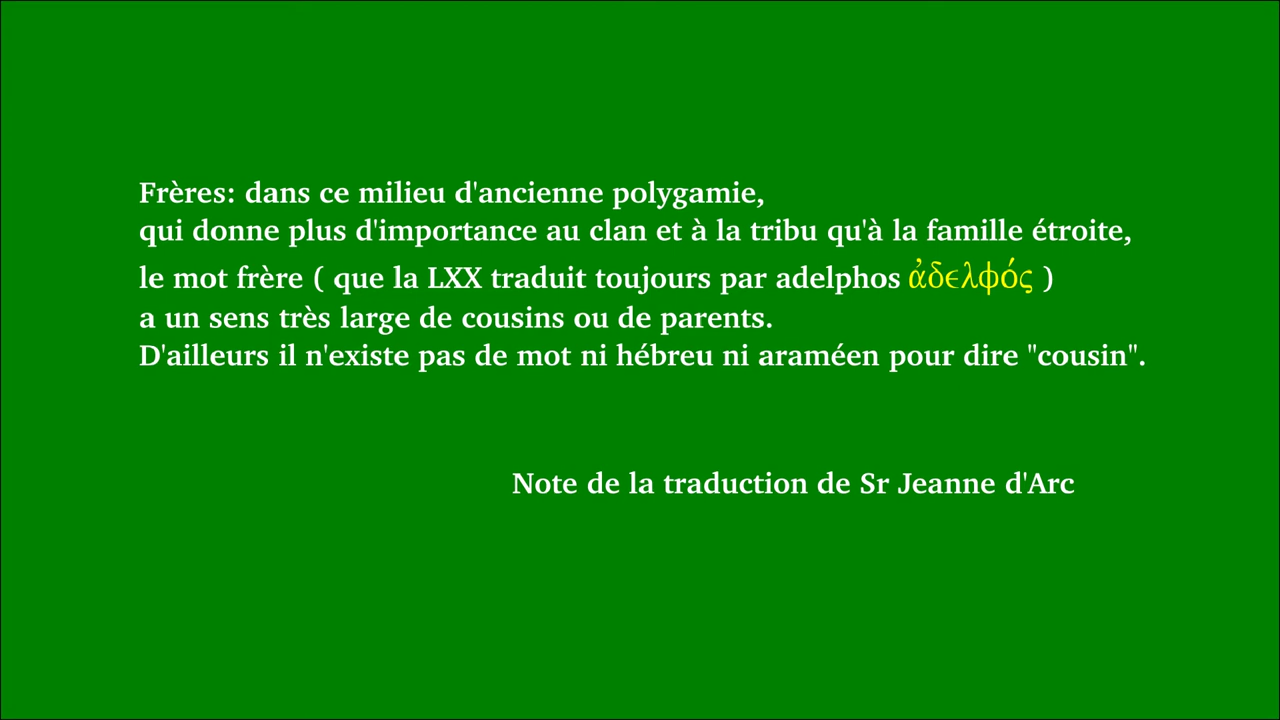 Frères: dans ce milieu d'ancienne polygamie,
qui donne plus d'importance au clan et à la tribu qu'à la famille étroite,
le mot frère ( que la LXX traduit toujours par adelphos ἀδελφός )
a un sens très large de cousins ou de parents.
D'ailleurs il n'existe pas de mot ni hébreu ni araméen pour dire "cousin".
Note de la traduction de Sr Jeanne d'Arc